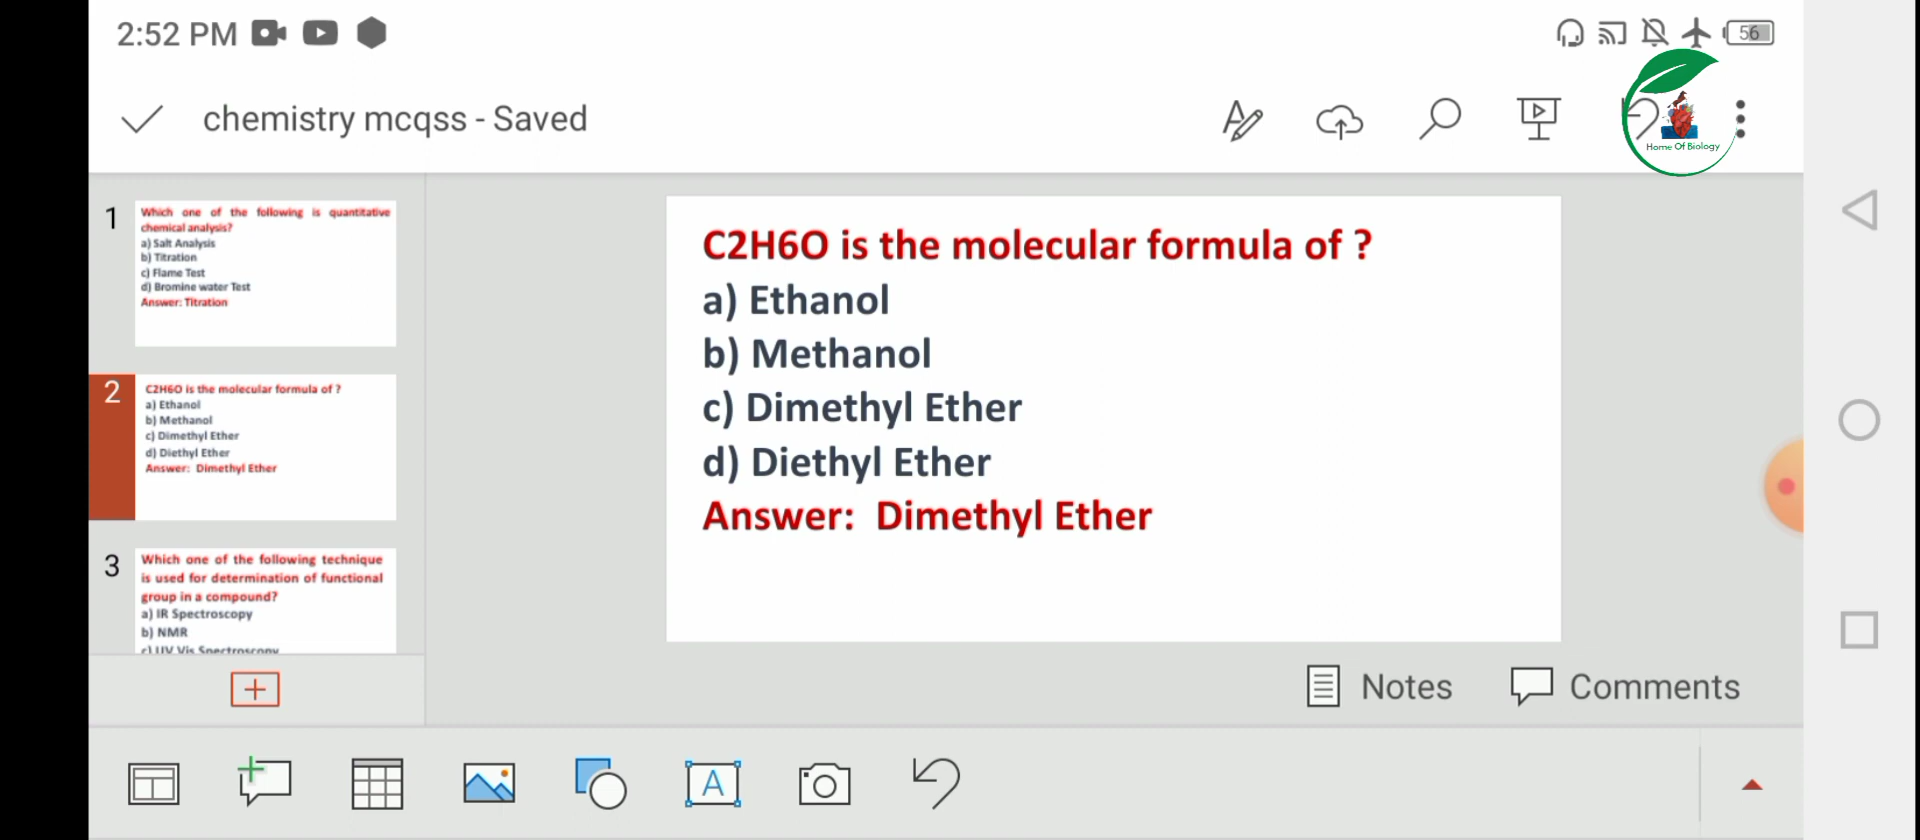 2:52 PM
56
chemistry mcqss - Saved
Home Of Biology
1
Which one of the following is quantitative
chemical analysis?
a) Salt Analysis
b) Titration
c) Flame Test
d) Bromine water Test
Answer: Titration
2
C2H6O is the molecular formula of ?
a) Ethanol
b) Methanol
c) Dimethyl Ether
d) Diethyl Ether
Answer: Dimethyl Ether
3
Which one of the following technique
is used for determination of functional
group in a compound?
a) IR Spectroscopy
b) NMR
c) UV Vis Spectroscopy
C2H6O is the molecular formula of ?
a) Ethanol
b) Methanol
c) Dimethyl Ether
d) Diethyl Ether
Answer: Dimethyl Ether
Notes
Comments
A